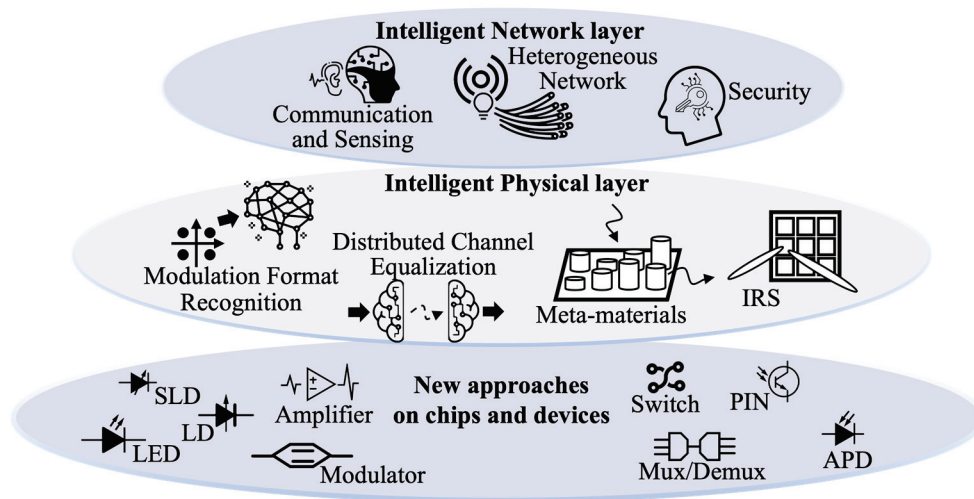 Intelligent Network layer
Heterogeneous
Network
Communication
and Sensing
Security
Intelligent Physical layer
Modulation Format
Recognition
Distributed Channel
Equalization
Meta-materials
IRS
New approaches
on chips and devices
SLD
LD
LED
Amplifier
Modulator
Switch
PIN
Mux/Demux
APD